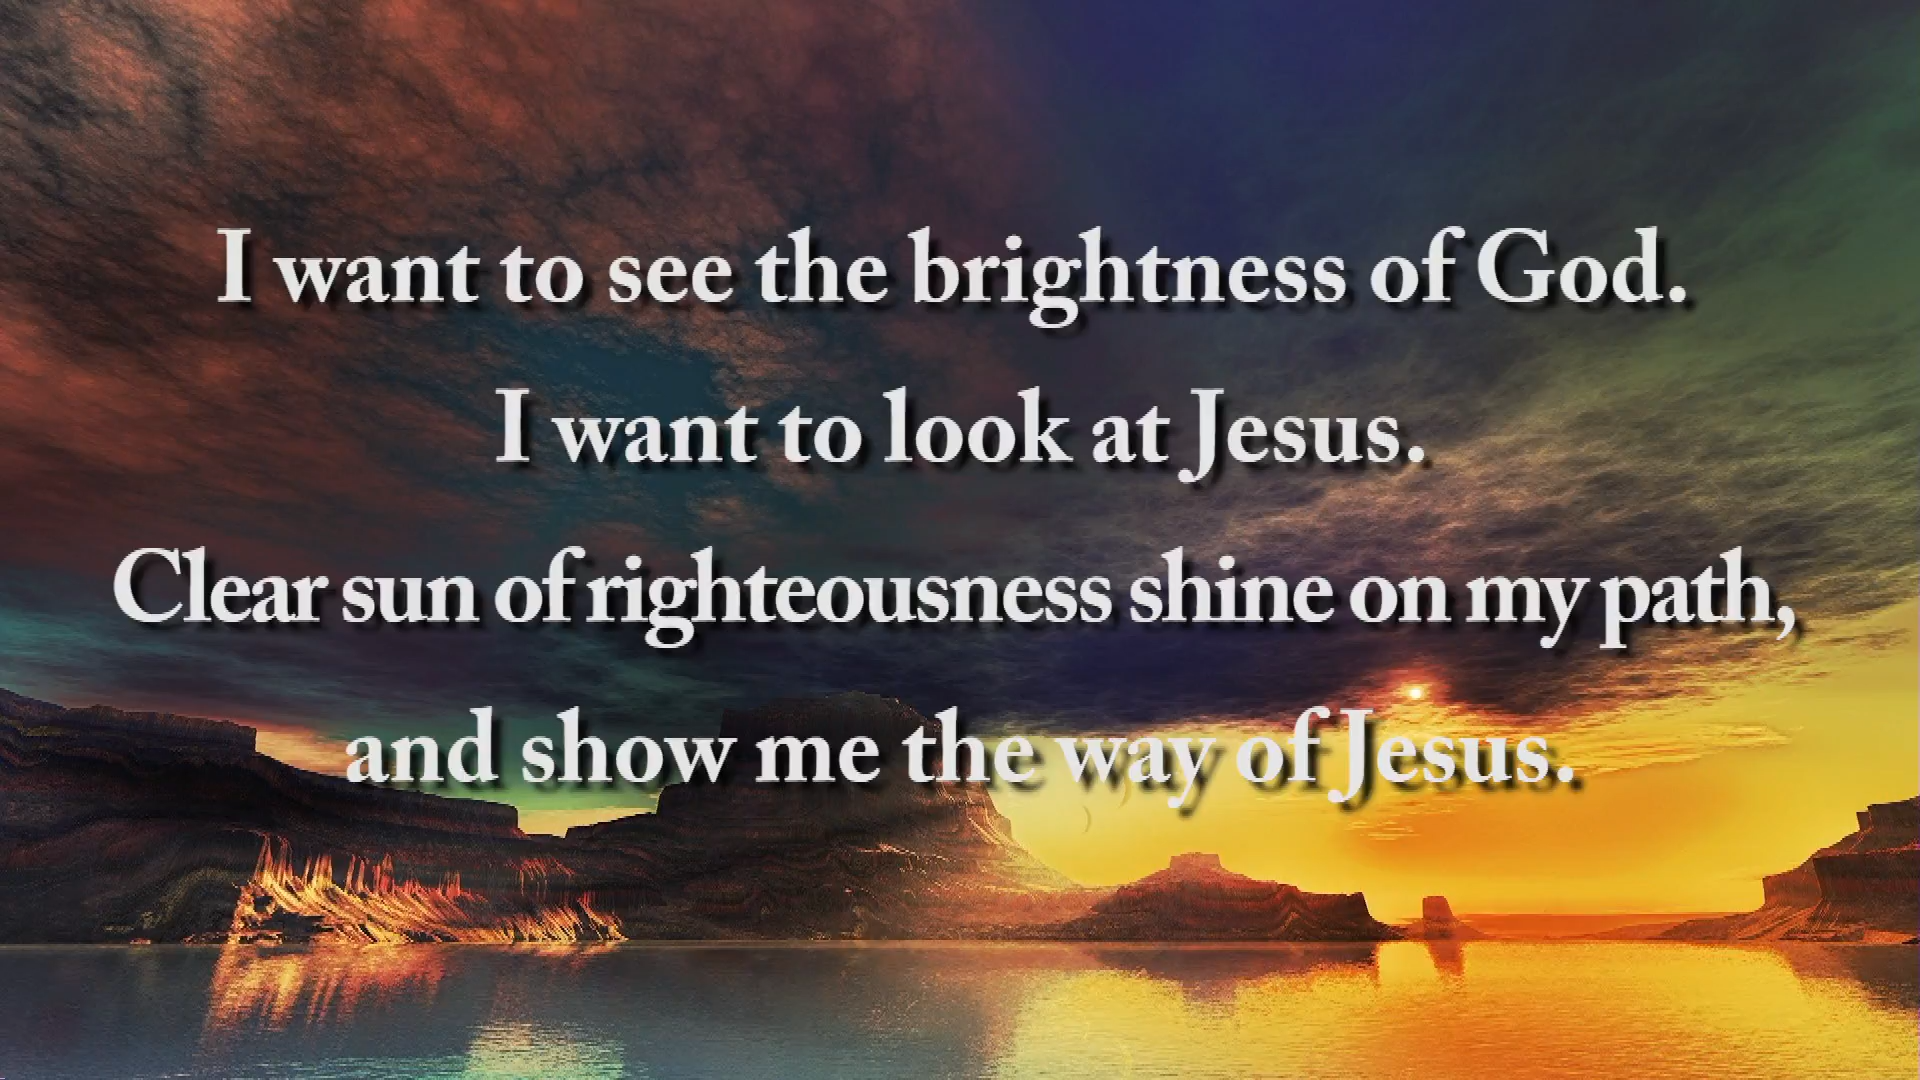 I want to see the brightness of God.
I want to look at Jesus.
Clear sun of righteousness shine on my path,
and show me the way of Jesus.